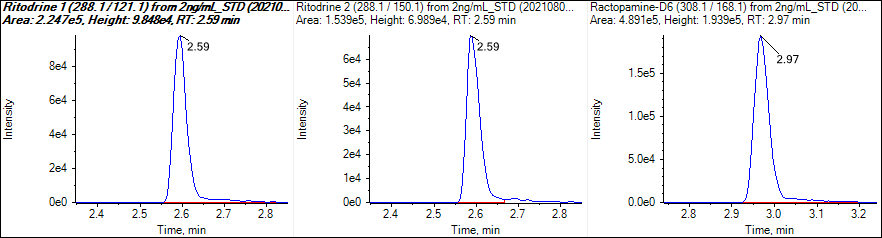 Ritodrine 1 (288.1 / 121.1) from 2ng/mL_STD (20210...
Area: 2.247e5, Height: 9.848e4, RT: 2.59 min
2.59
8e4
6e4
4e4
2e4
0e0
Intensity
2.4 2.6 2.7 2.8
Time, min
Ritodrine 2 (288.1 / 150.1) from 2ng/mL_STD (2021080...
Area: 1.539e5, Height: 6.989e4, RT: 2.59 min
2.59
6e4
5e4
4e4
3e4
2e4
1e4
0e0
Intensity
2.4 2.6 2.7 2.8
Time, min
Ractopamine-D6 (308.1 / 168.1) from 2ng/mL_STD (20...
Area: 4.891e5, Height: 1.939e5, RT: 2.97 min
2.97
1.5e5
1.0e5
5.0e4
0.0e0
Intensity
2.8 2.9 3.0 3.1 3.2
Time, min